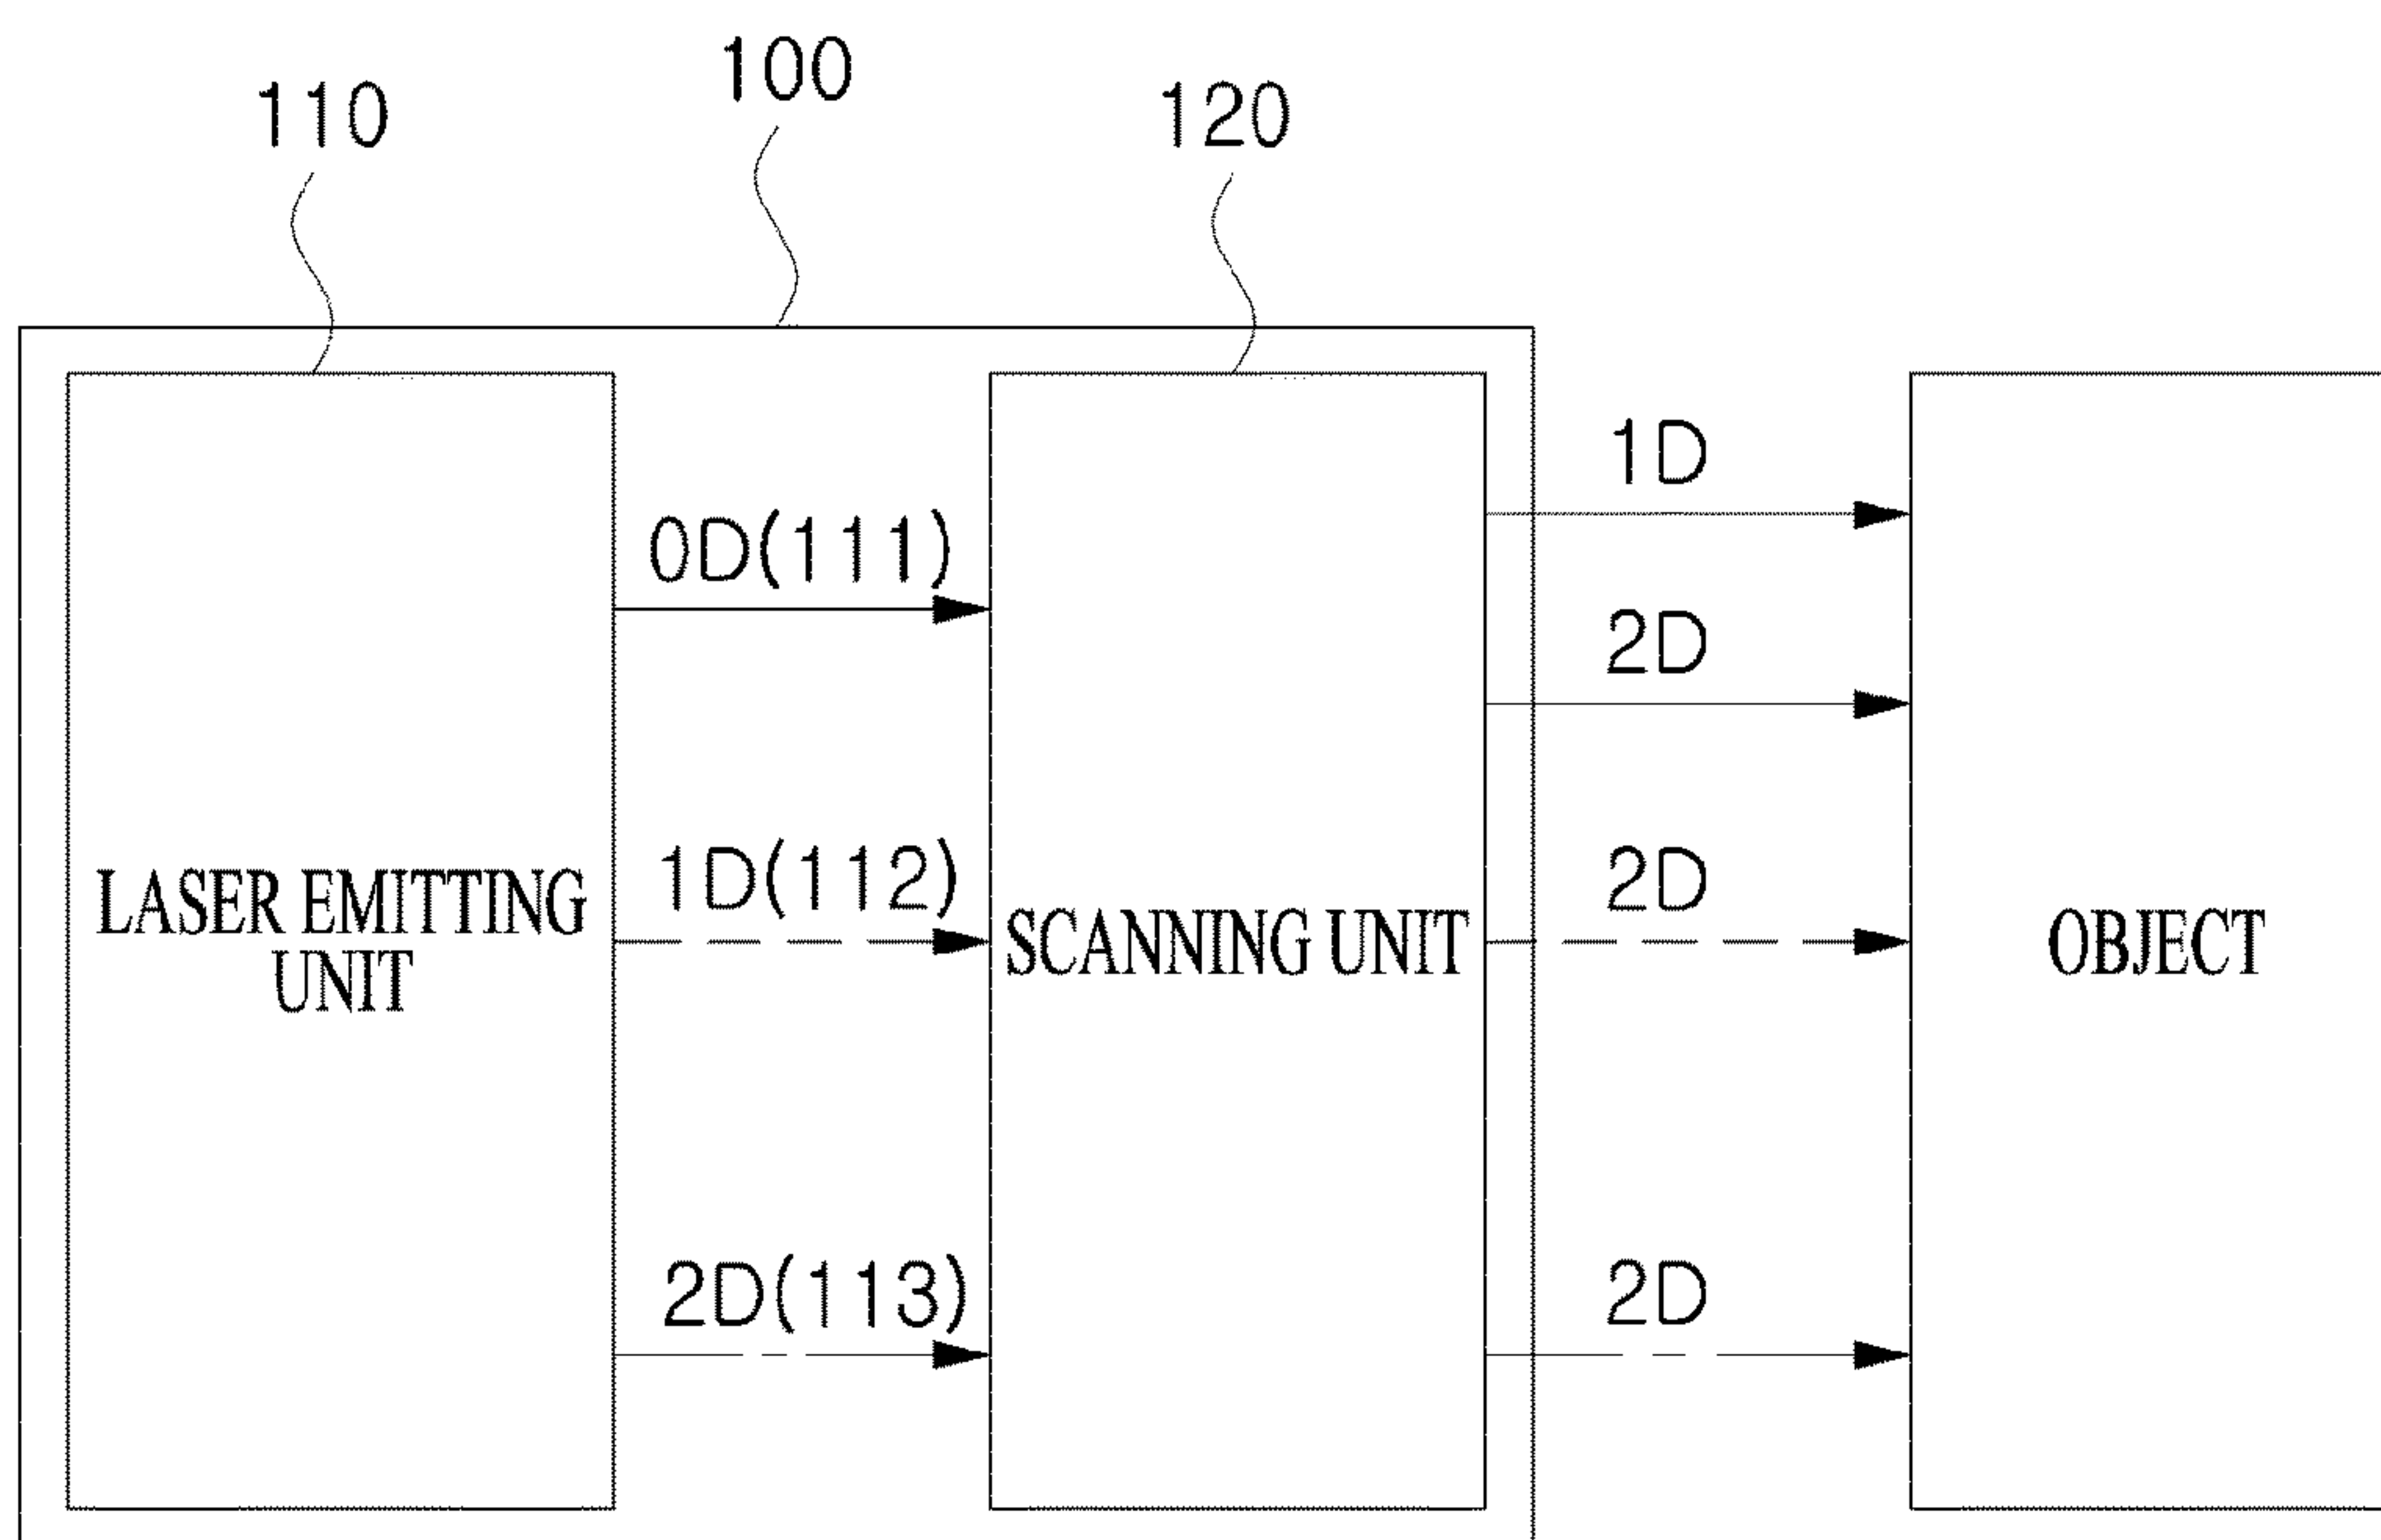 100
110
120
1D
0D(111)
2D
1D(112)
2D
LASER EMITTING
UNIT
SCANNING UNIT
OBJECT
2D(113)
2D